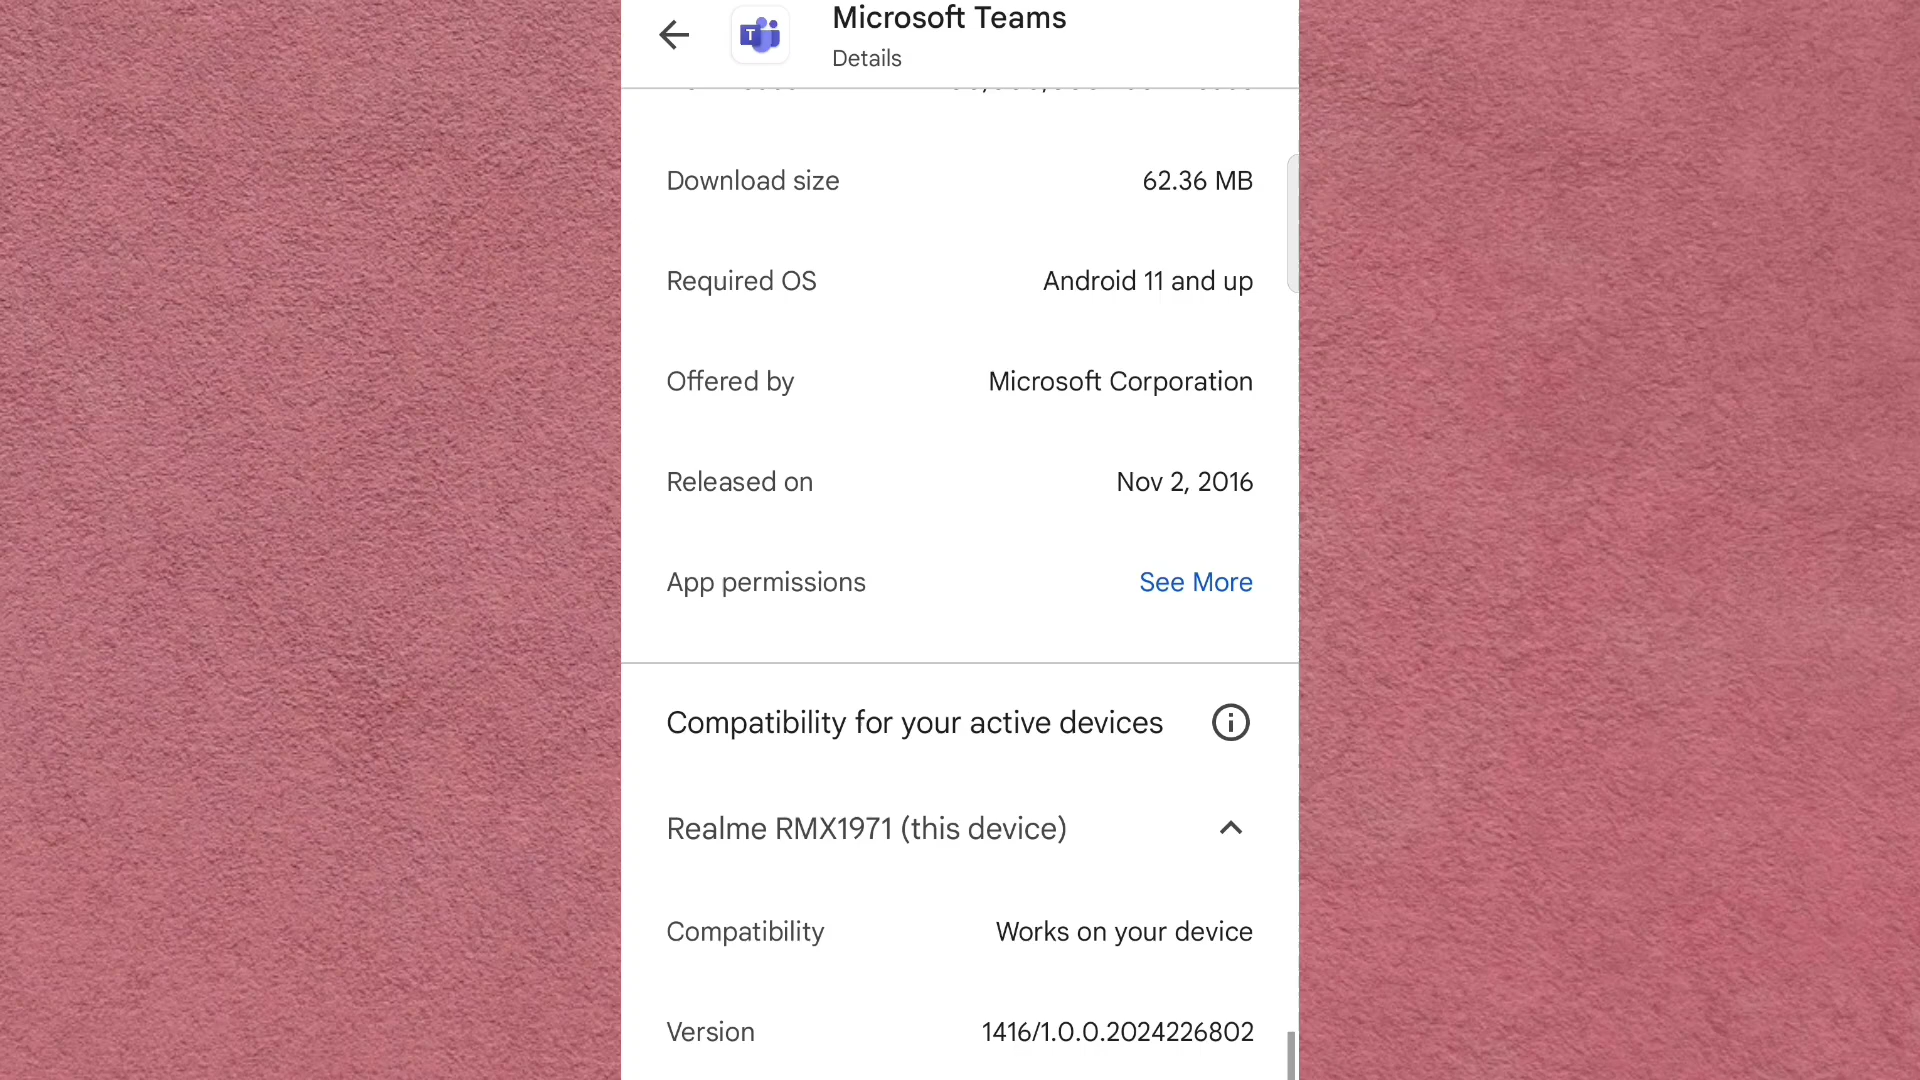 Microsoft Teams
Details
Download size 62.36 MB
Required OS Android 11 and up
Offered by Microsoft Corporation
Released on Nov 2, 2016
App permissions See More
Compatibility for your active devices
Realme RMX1971 (this device)
Compatibility Works on your device
Version 1416/1.0.0.2024226802